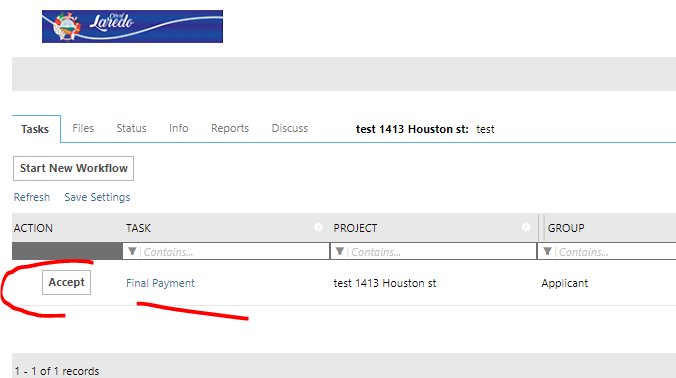 City of
Laredo
Tasks Files Status Info Reports Discuss test 1413 Houston st: test
Start New Workflow
Refresh Save Settings
ACTION TASK PROJECT GROUP
Contains... Contains... Contains...
Accept Final Payment test 1413 Houston st Applicant
1 - 1 of 1 records